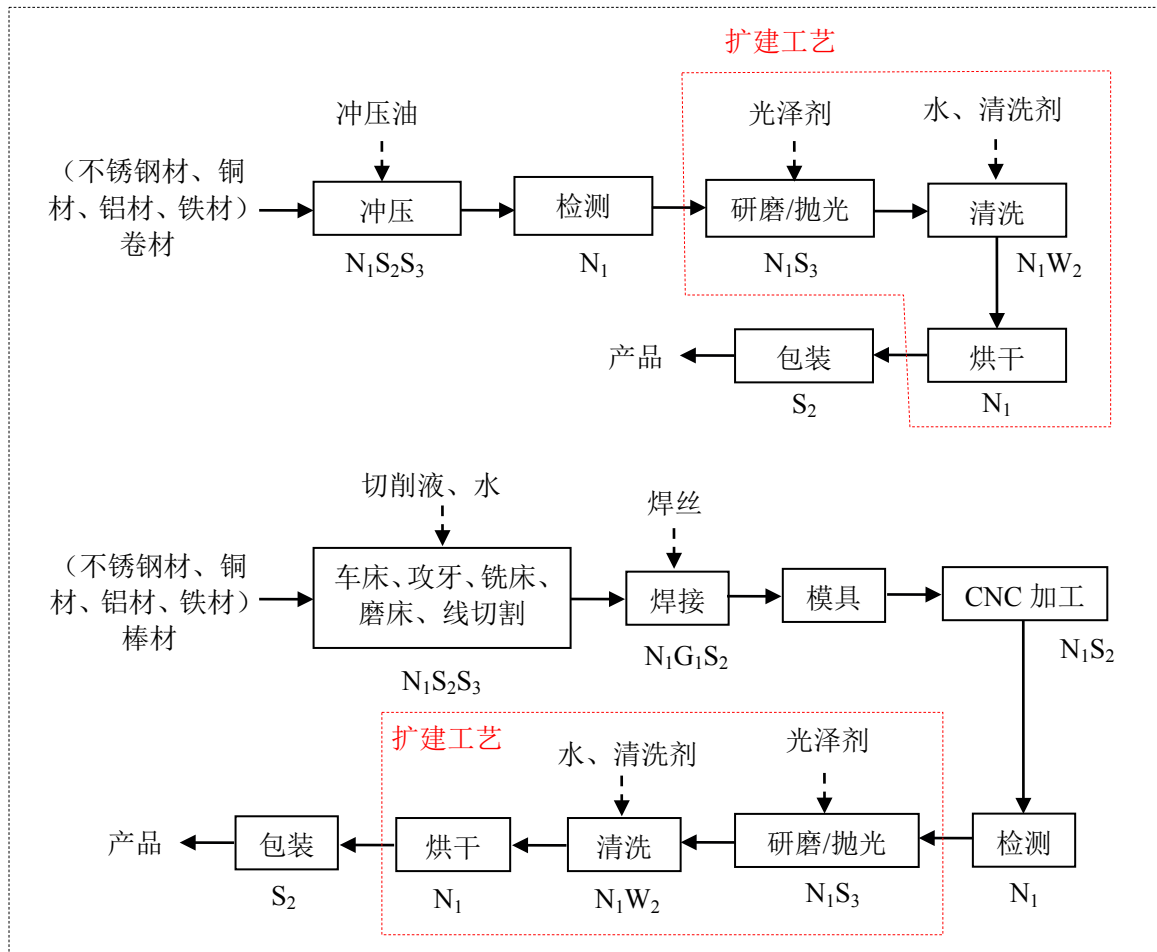 扩建工艺
冲压油
光泽剂
水、清洗剂
（不锈钢材、铜
材、铝材、铁材）
卷材
冲压
检测
研磨/抛光
清洗
N₁S₂S₃
N₁
N₁S₃
N₁W₂
产品
包装
烘干
S₂
N₁
切削液、水
焊丝
（不锈钢材、铜
材、铝材、铁材）
棒材
车床、攻牙、铣床、
磨床、线切割
焊接
模具
CNC 加工
N₁S₂S₃
N₁G₁S₂
N₁S₂
扩建工艺
水、清洗剂
光泽剂
产品
包装
烘干
清洗
研磨/抛光
检测
S₂
N₁
N₁W₂
N₁S₃
N₁